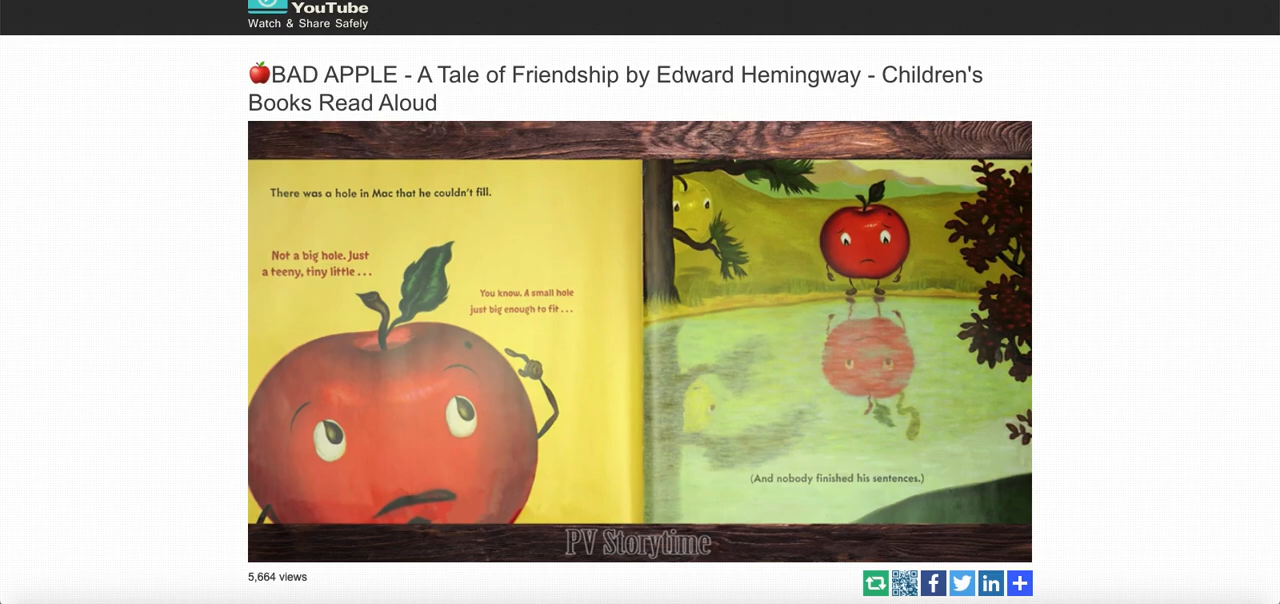 YouTube
Watch & Share Safely
BAD APPLE - A Tale of Friendship by Edward Hemingway - Children's
Books Read Aloud
There was a hole in Mac that he couldn't fill.
Not a big hole. Just
a teeny, tiny little . . .
You know. A small hole
just big enough to fit . . .
(And nobody finished his sentences.)
PV Storytime
5,664 views